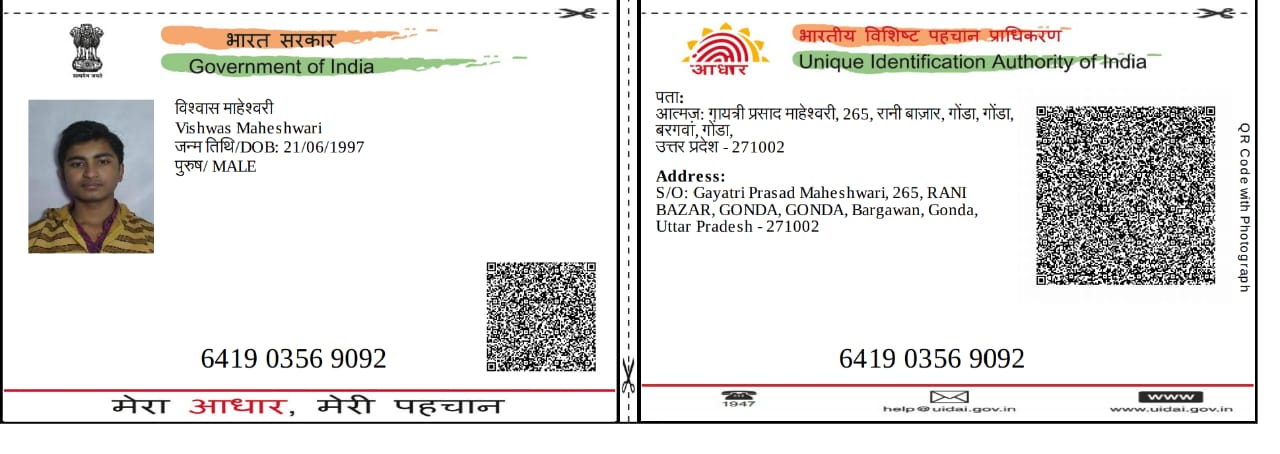 भारत सरकार
Government of India
विश्वास माहेश्वरी
Vishwas Maheshwari
जन्म तिथि/DOB: 21/06/1997
पुरुष/ MALE
6419 0356 9092
मेरा आधार, मेरी पहचान
भारतीय विशिष्ट पहचान प्राधिकरण
Unique Identification Authority of India
आधार
पता:
आत्मज: गायत्री प्रसाद माहेश्वरी, 265, रानी बाज़ार, गोंडा, गोंडा,
बरगवां, गोंडा,
उत्तर प्रदेश - 271002
Address:
S/O: Gayatri Prasad Maheshwari, 265, RANI
BAZAR, GONDA, GONDA, Bargawan, Gonda,
Uttar Pradesh - 271002
QR Code with Photograph
6419 0356 9092
1947
help@uidai.gov.in
www
www.uidai.gov.in